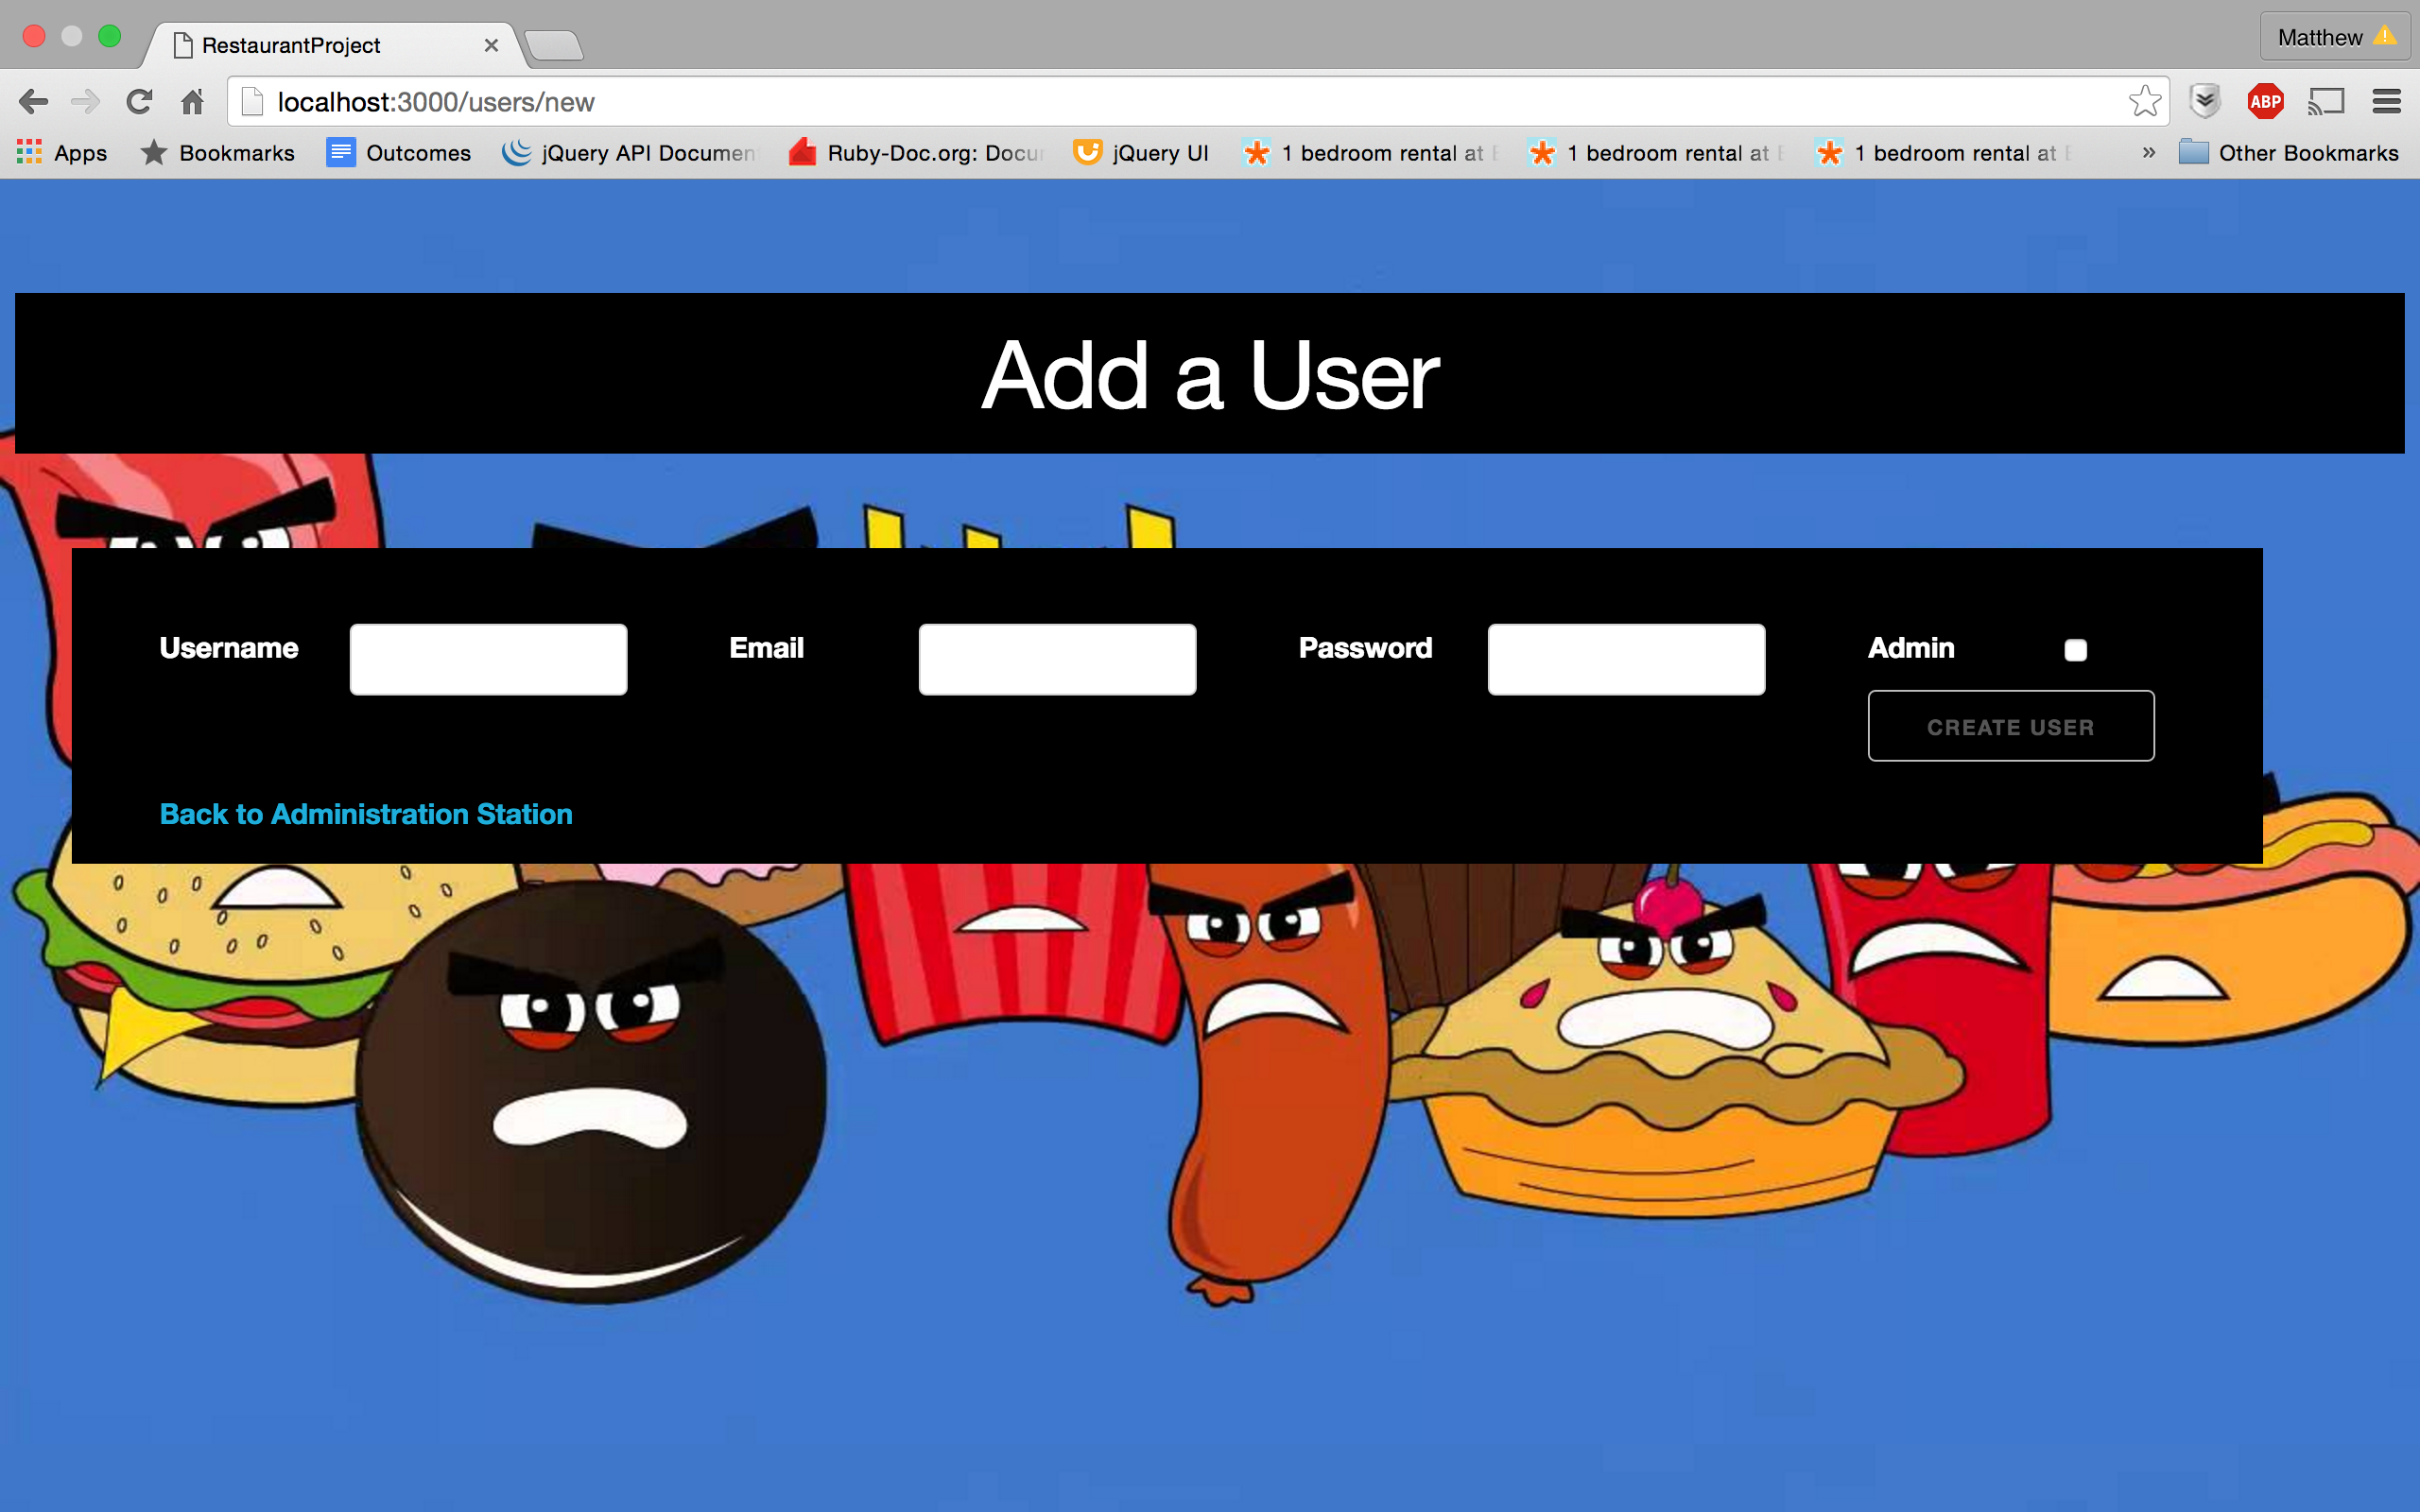 RestaurantProject
Matthew
localhost:3000/users/new
ABP
Apps Bookmarks Outcomes jQuery API Documen Ruby-Doc.org: Docu jQuery UI 1 bedroom rental at 1 bedroom rental at 1 bedroom rental at » Other Bookmarks
Add a User
Username Email Password Admin
CREATE USER
Back to Administration Station